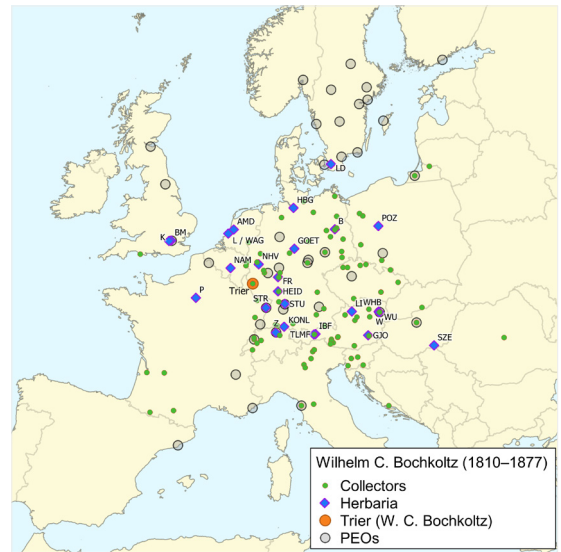 LD
HBG
AMD
B
POZ
BM
K
L / WAG
GOET
NAM
NHV
FR
P
Trier
HEID
STR
STU
LI
WHB
W
WU
Z
KONL
TLMF
IBF
GJO
SZE
Wilhelm C. Bochkoltz (1810–1877)
Collectors
Herbaria
Trier (W. C. Bochkoltz)
PEOs